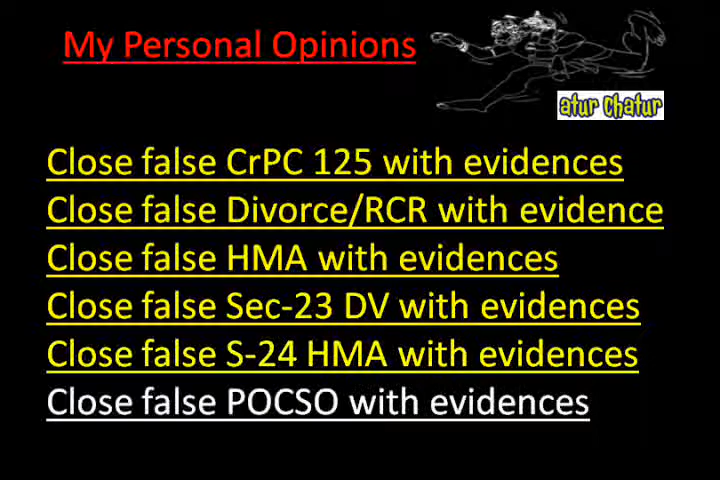 My Personal Opinions
atur chatur
Close false CrPC 125 with evidences
Close false Divorce/RCR with evidence
Close false HMA with evidences
Close false Sec-23 DV with evidences
Close false S-24 HMA with evidences
Close false POCSO with evidences